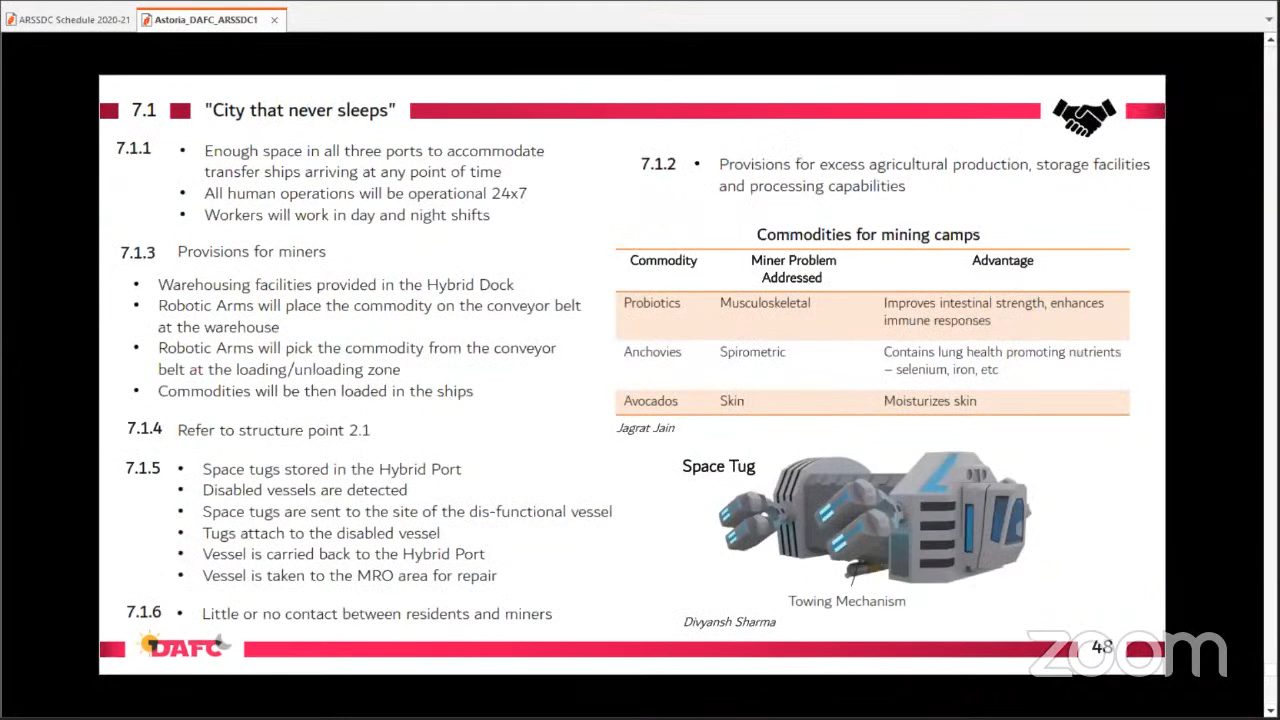 ARSSDC Schedule 2020-21
Astoria_DAFC_ARSSDC1
7.1
"City that never sleeps"
7.1.1
• Enough space in all three ports to accommodate
transfer ships arriving at any point of time
• All human operations will be operational 24x7
• Workers will work in day and night shifts
7.1.3 Provisions for miners
• Warehousing facilities provided in the Hybrid Dock
• Robotic Arms will place the commodity on the conveyor belt
at the warehouse
• Robotic Arms will pick the commodity from the conveyor
belt at the loading/unloading zone
• Commodities will be then loaded in the ships
7.1.4 Refer to structure point 2.1
7.1.5 • Space tugs stored in the Hybrid Port
• Disabled vessels are detected
• Space tugs are sent to the site of the dis-functional vessel
• Tugs attach to the disabled vessel
• Vessel is carried back to the Hybrid Port
• Vessel is taken to the MRO area for repair
7.1.6 • Little or no contact between residents and miners
7.1.2 • Provisions for excess agricultural production, storage facilities
and processing capabilities
Commodities for mining camps
Commodity Miner Problem Addressed Advantage
Probiotics Musculoskeletal Improves intestinal strength, enhances
immune responses
Anchovies Spirometric Contains lung health promoting nutrients
– selenium, iron, etc
Avocados Skin Moisturizes skin
Jagrat Jain
Space Tug
Towing Mechanism
Divyansh Sharma
DAFC
48
zoom